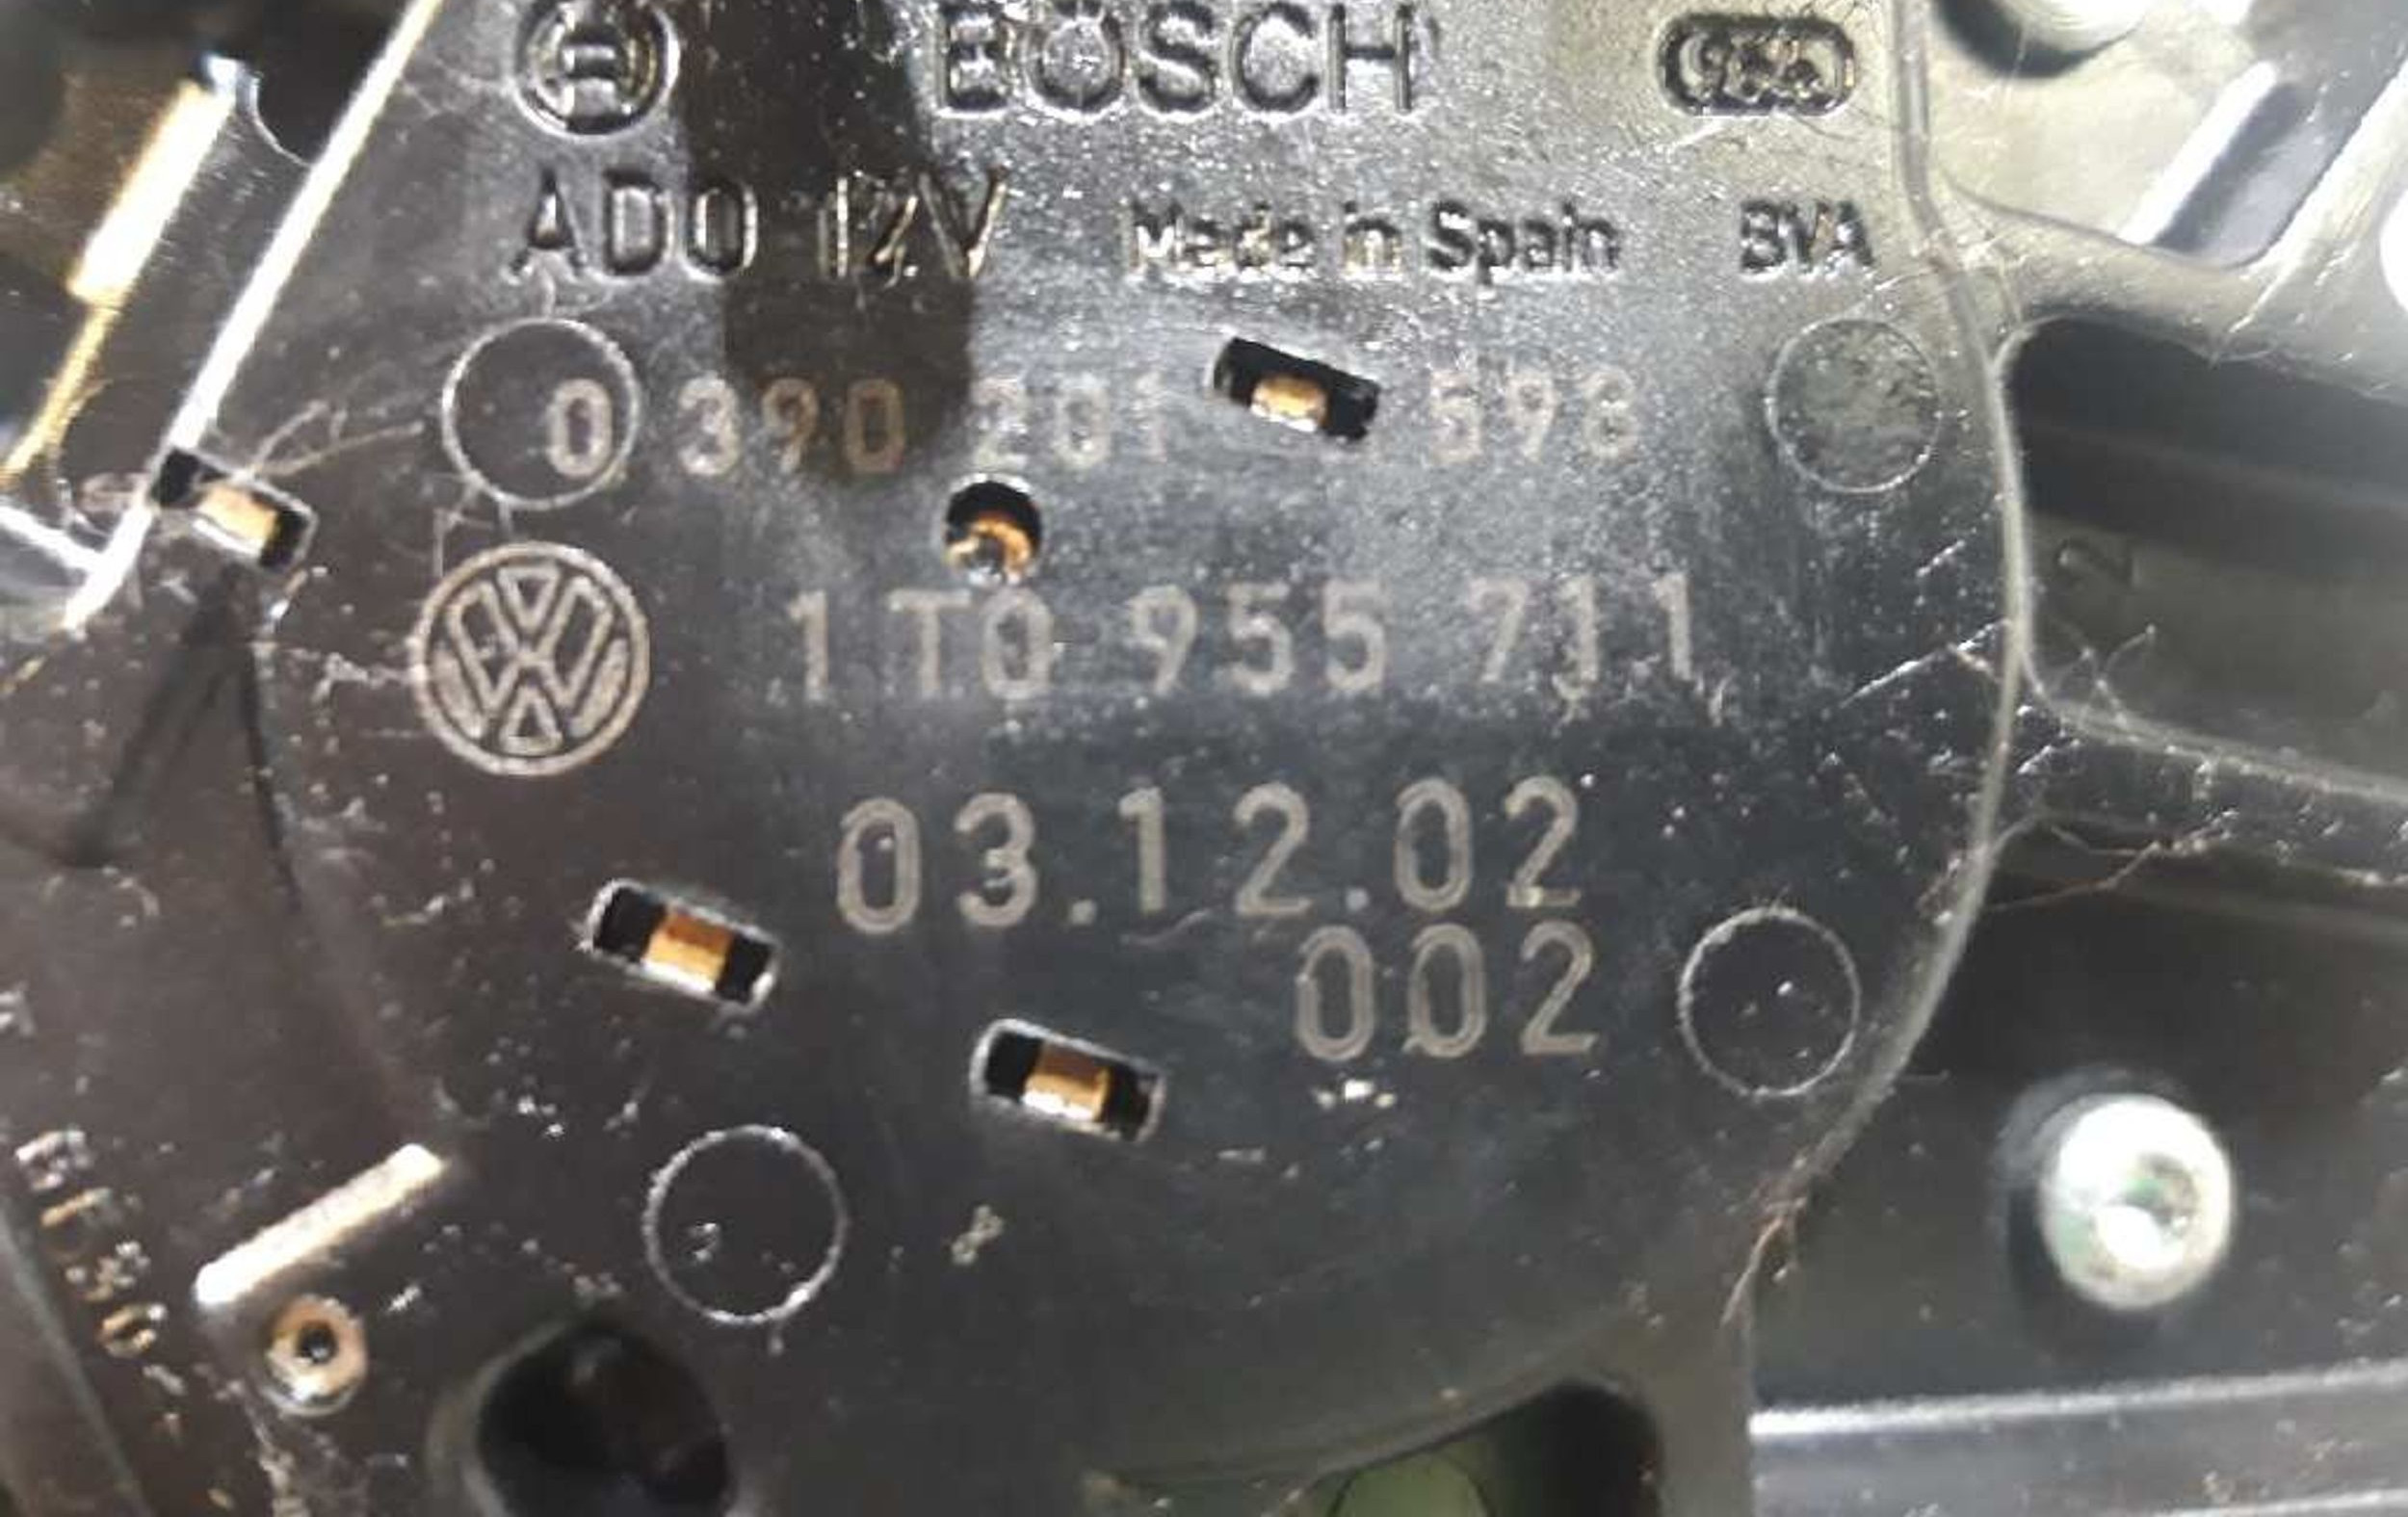 BOSCH
ADO 12V Made in Spain BVA
0 390 201 598
1T0 955 711
03.12.02
002